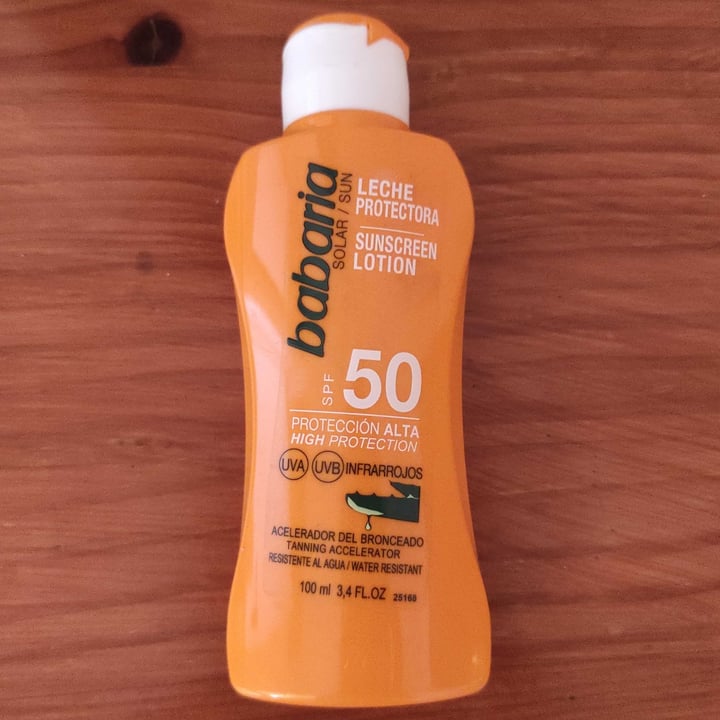 babaria
SOLAR / SUN
LECHE
PROTECTORA
SUNSCREEN
LOTION
SPF 50
PROTECCIÓN ALTA
HIGH PROTECTION
UVA UVB INFRARROJOS
ACELERADOR DEL BRONCEADO
TANNING ACCELERATOR
RESISTENTE AL AGUA / WATER RESISTANT
100 ml 3,4 FL.OZ 25168